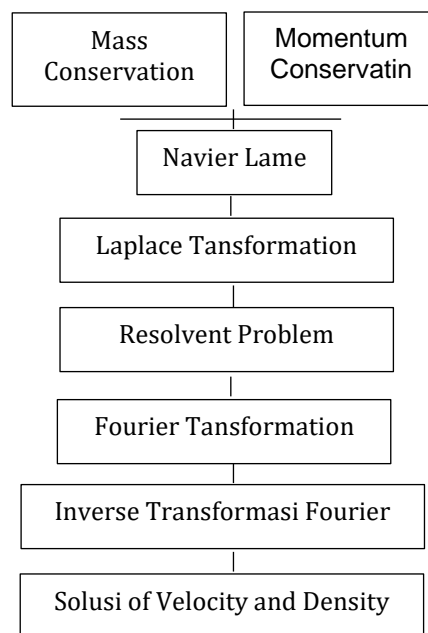 Mass
Conservation
Momentum
Conservatin
Navier Lame
Laplace Tansformation
Resolvent Problem
Fourier Tansformation
Inverse Transformasi Fourier
Solusi of Velocity and Density